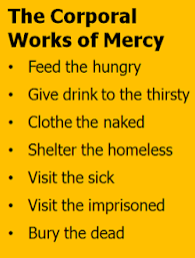 The Corporal
Works of Mercy
• Feed the hungry
• Give drink to the thirsty
• Clothe the naked
• Shelter the homeless
• Visit the sick
• Visit the imprisoned
• Bury the dead